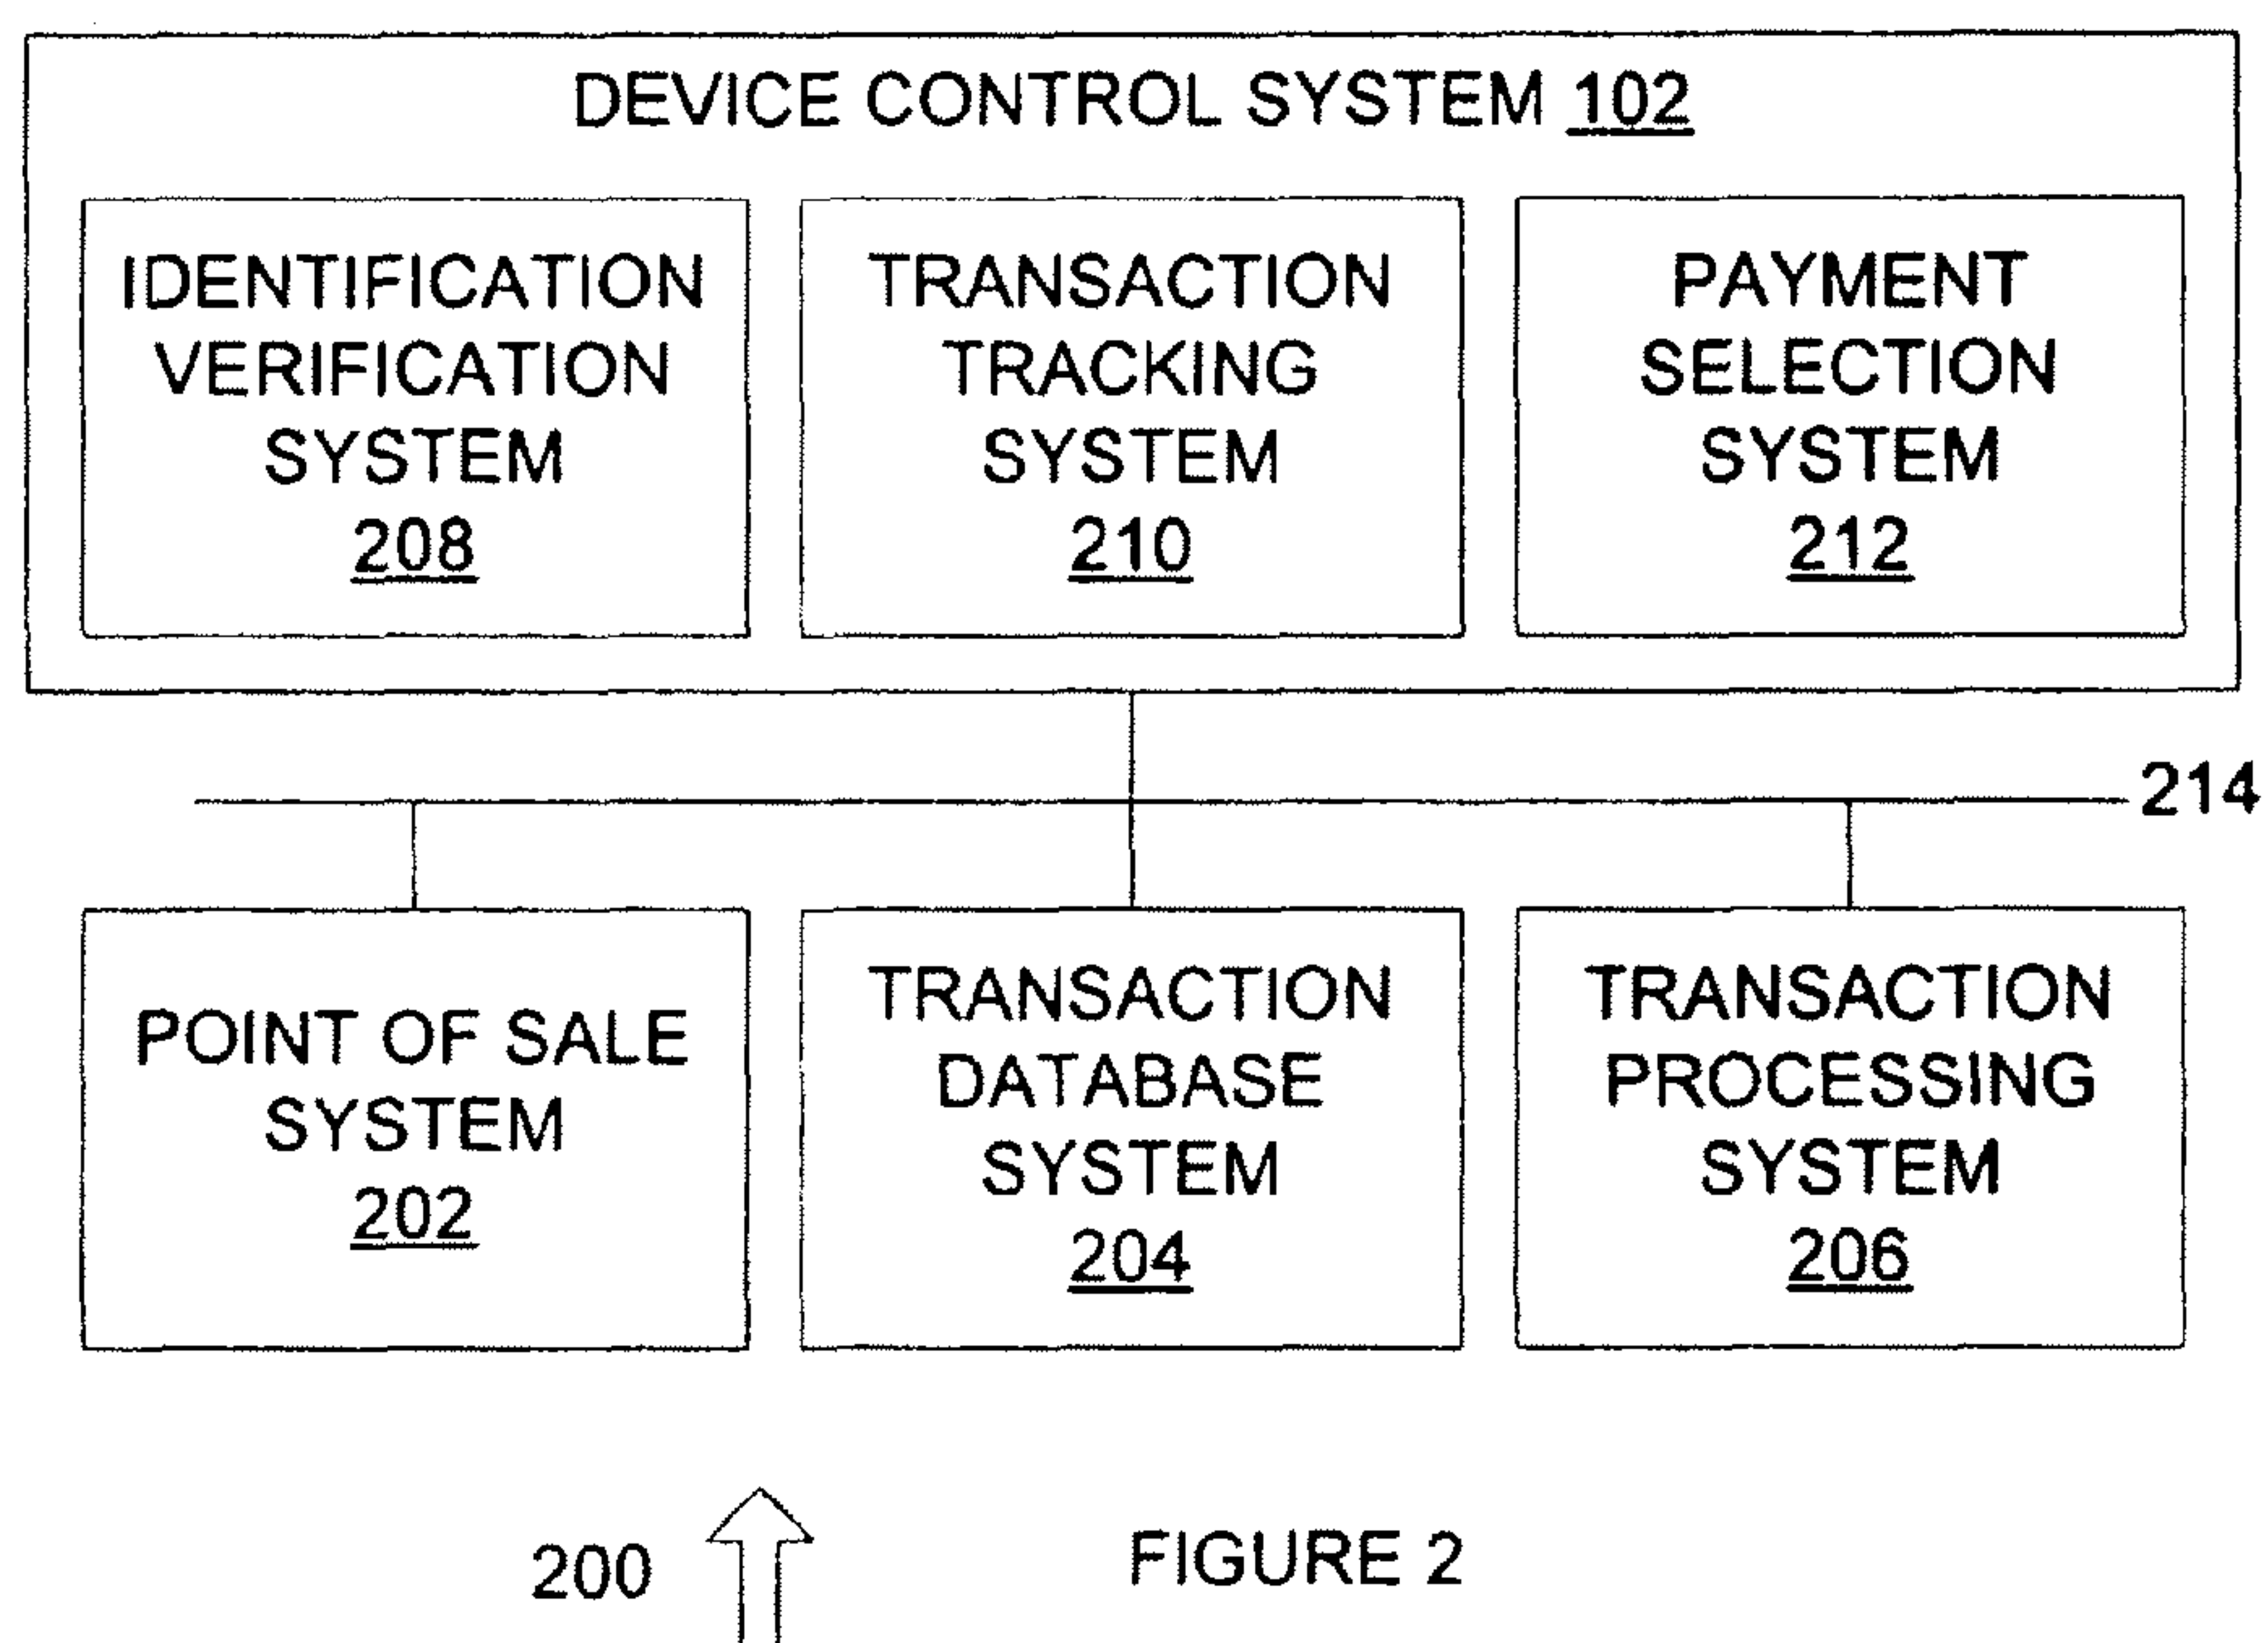 DEVICE CONTROL SYSTEM 102
IDENTIFICATION
VERIFICATION
SYSTEM
208
TRANSACTION
TRACKING
SYSTEM
210
PAYMENT
SELECTION
SYSTEM
212
214
POINT OF SALE
SYSTEM
202
TRANSACTION
DATABASE
SYSTEM
204
TRANSACTION
PROCESSING
SYSTEM
206
200
FIGURE 2